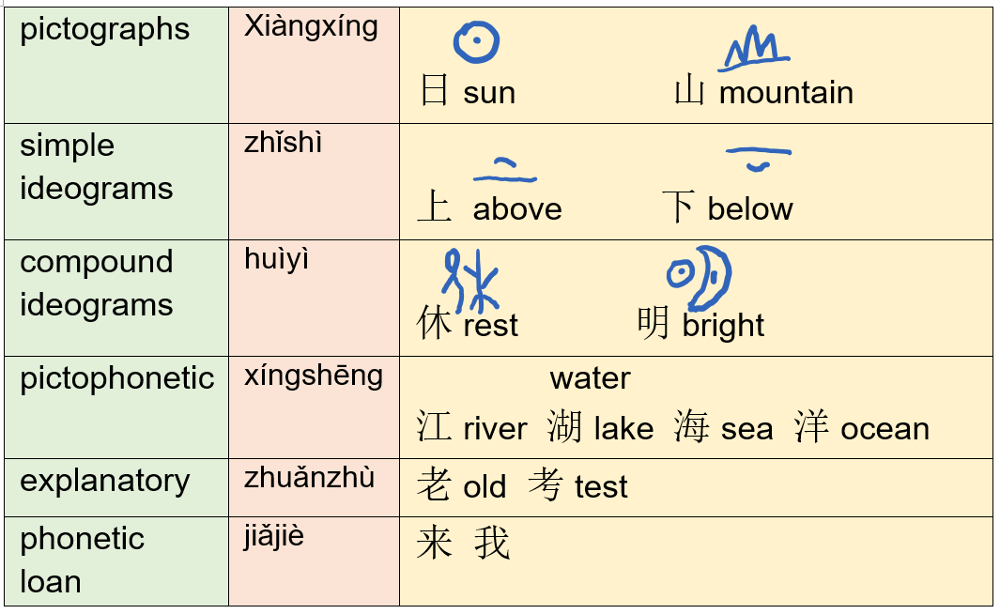 pictographs Xiàngxíng
日 sun 山 mountain
simple ideograms zhǐshì
上 above 下 below
compound ideograms huìyì
休 rest 明 bright
pictophonetic xíngshēng water
江 river 湖 lake 海 sea 洋 ocean
explanatory zhuǎnzhù 老 old 考 test
phonetic loan jiǎjiè 来 我